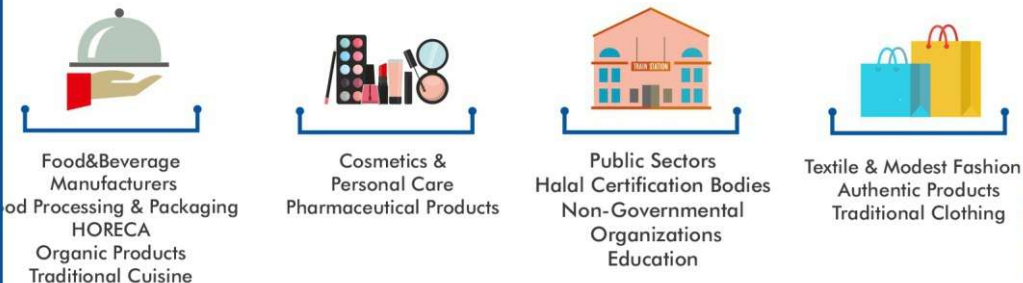 TRAIN STATION
Food&Beverage
Manufacturers
ood Processing & Packaging
HORECA
Organic Products
Traditional Cuisine
Cosmetics &
Personal Care
Pharmaceutical Products
Public Sectors
Halal Certification Bodies
Non-Governmental
Organizations
Education
Textile & Modest Fashion
Authentic Products
Traditional Clothing